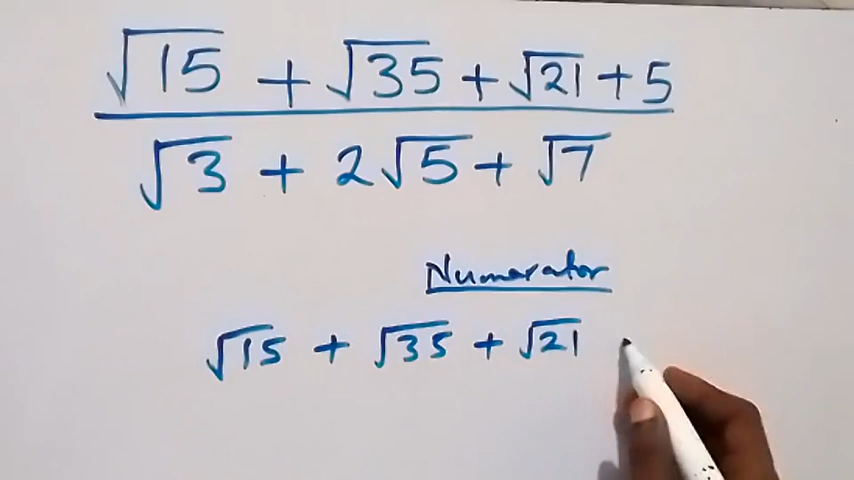 √15 + √35 + √21 + 5
√3 + 2√5 + √7
Numerator
√15 + √35 + √21